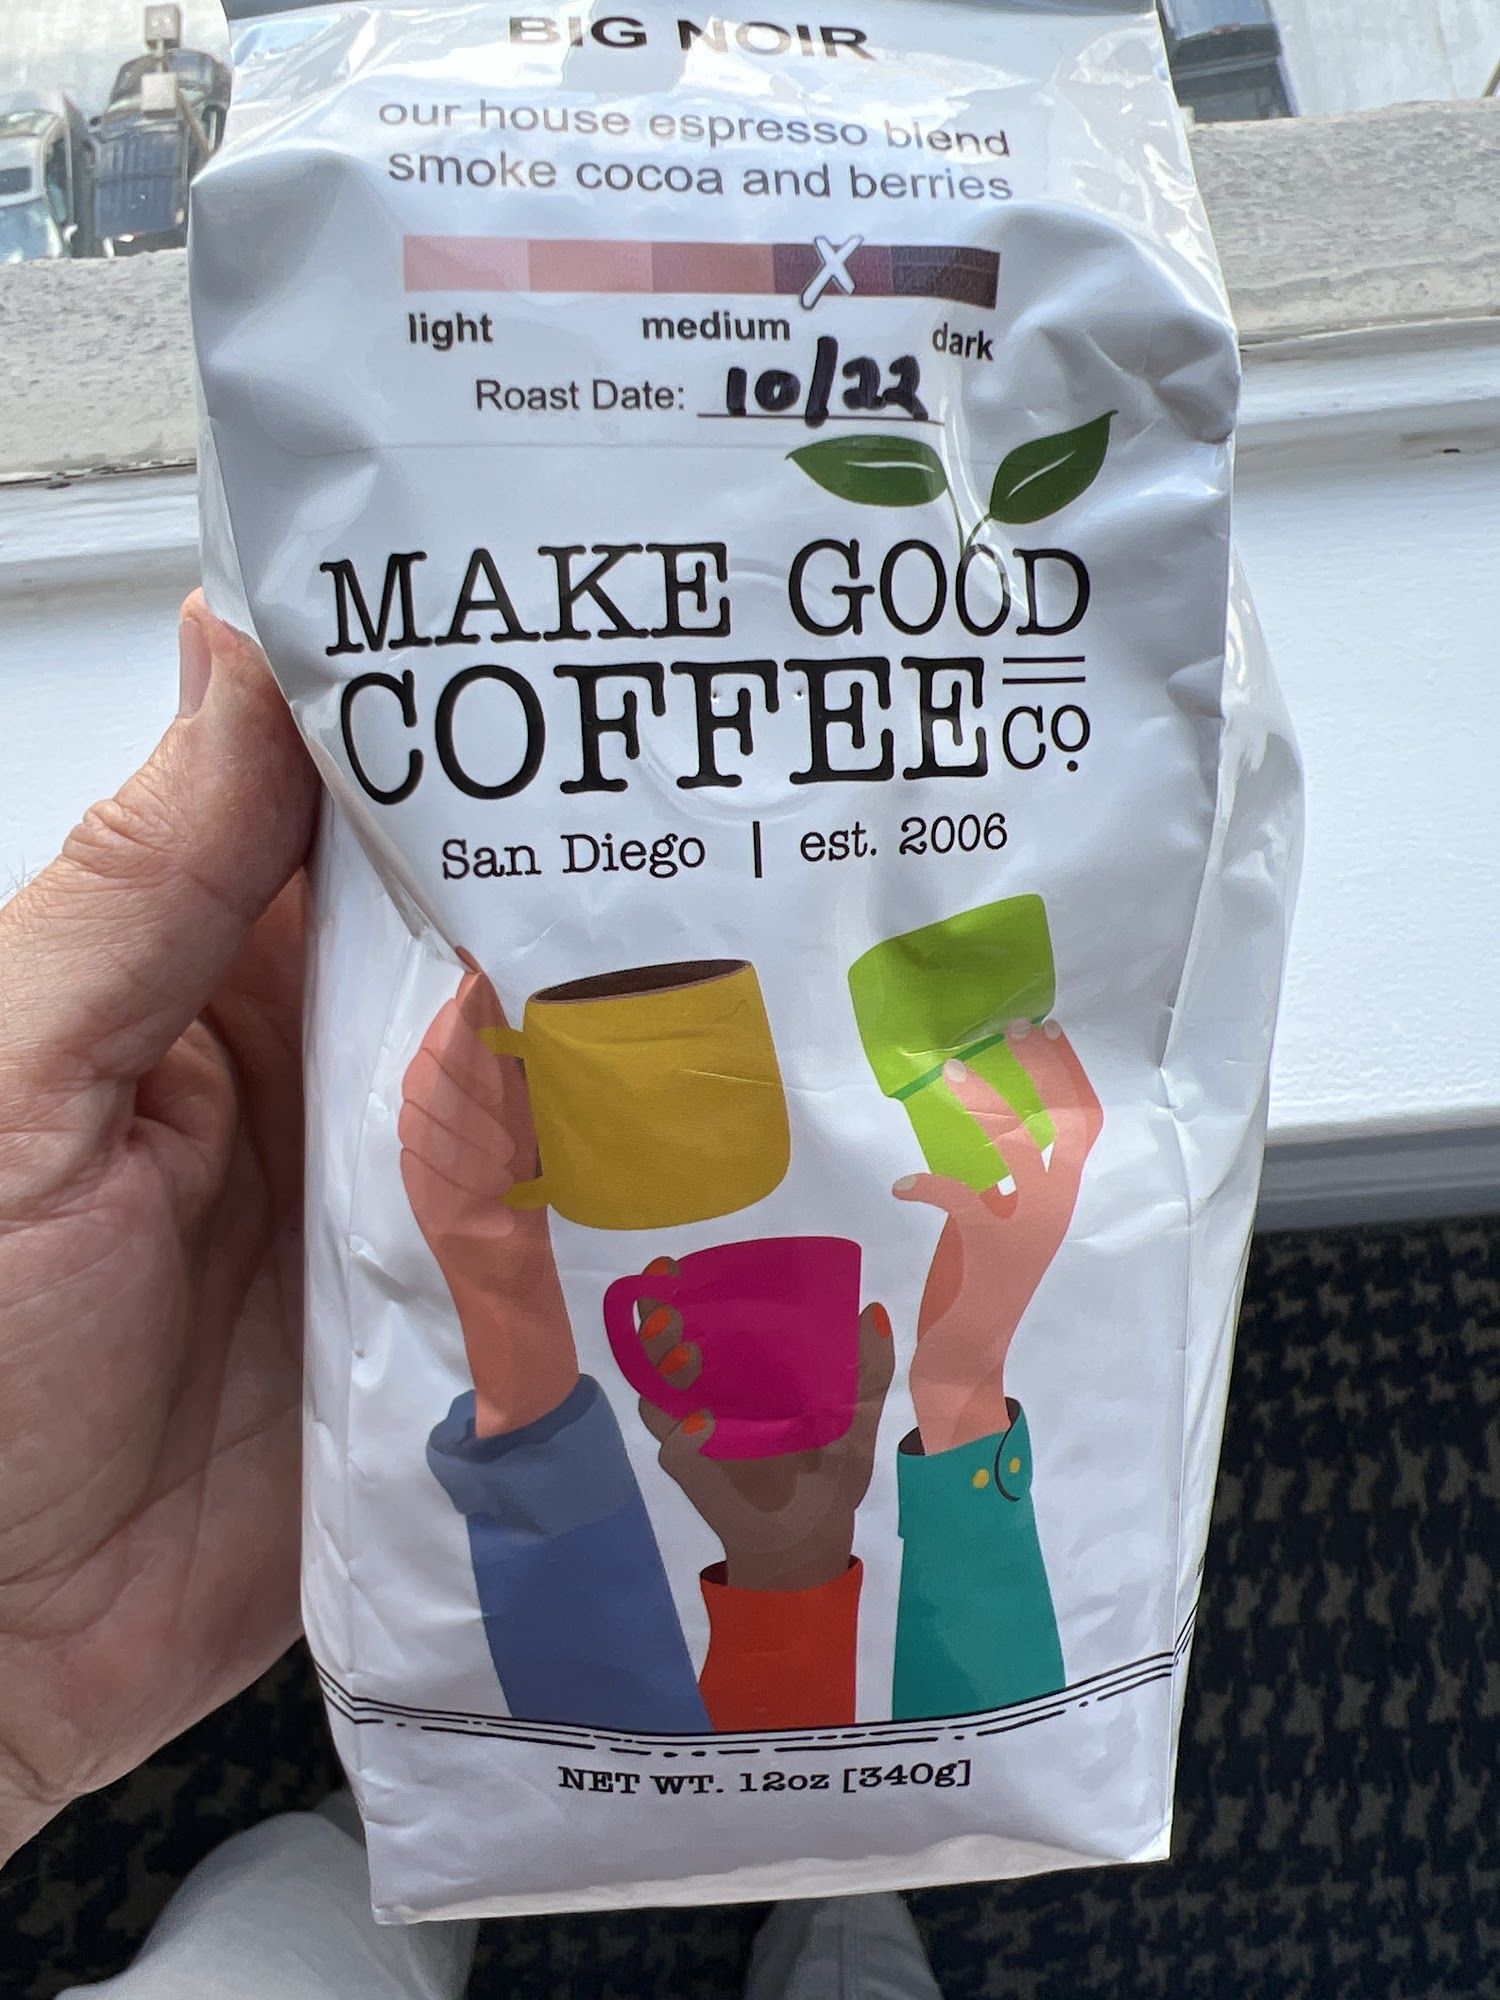 BIG NOIR
our house espresso blend
smoke cocoa and berries
X
light medium dark
Roast Date: 10/22
MAKE GOOD
COFFEE CO.
San Diego | est. 2006
NET WT. 12oz [340g]